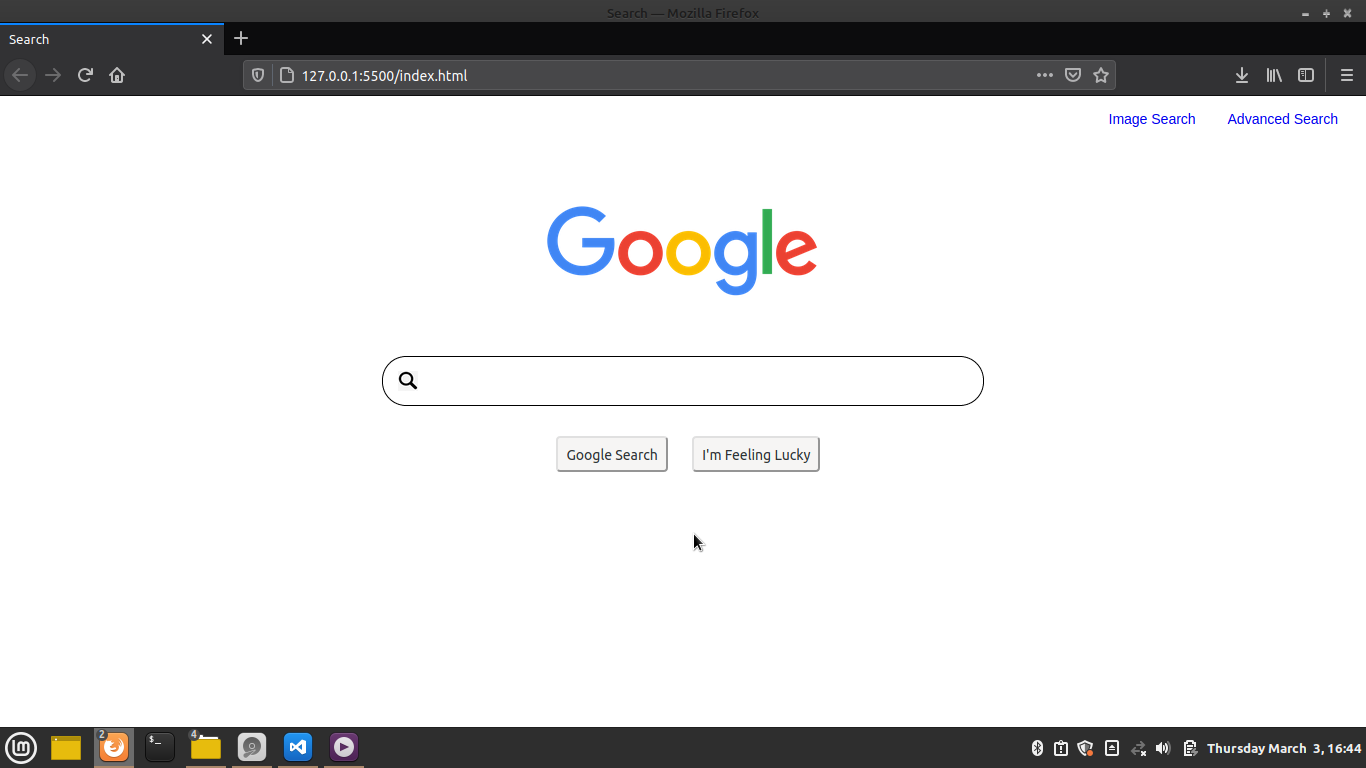 Search — Mozilla Firefox
Search
127.0.0.1:5500/index.html
Image Search Advanced Search
Google
Google Search I'm Feeling Lucky
2
$_
4
Thursday March 3, 16:44